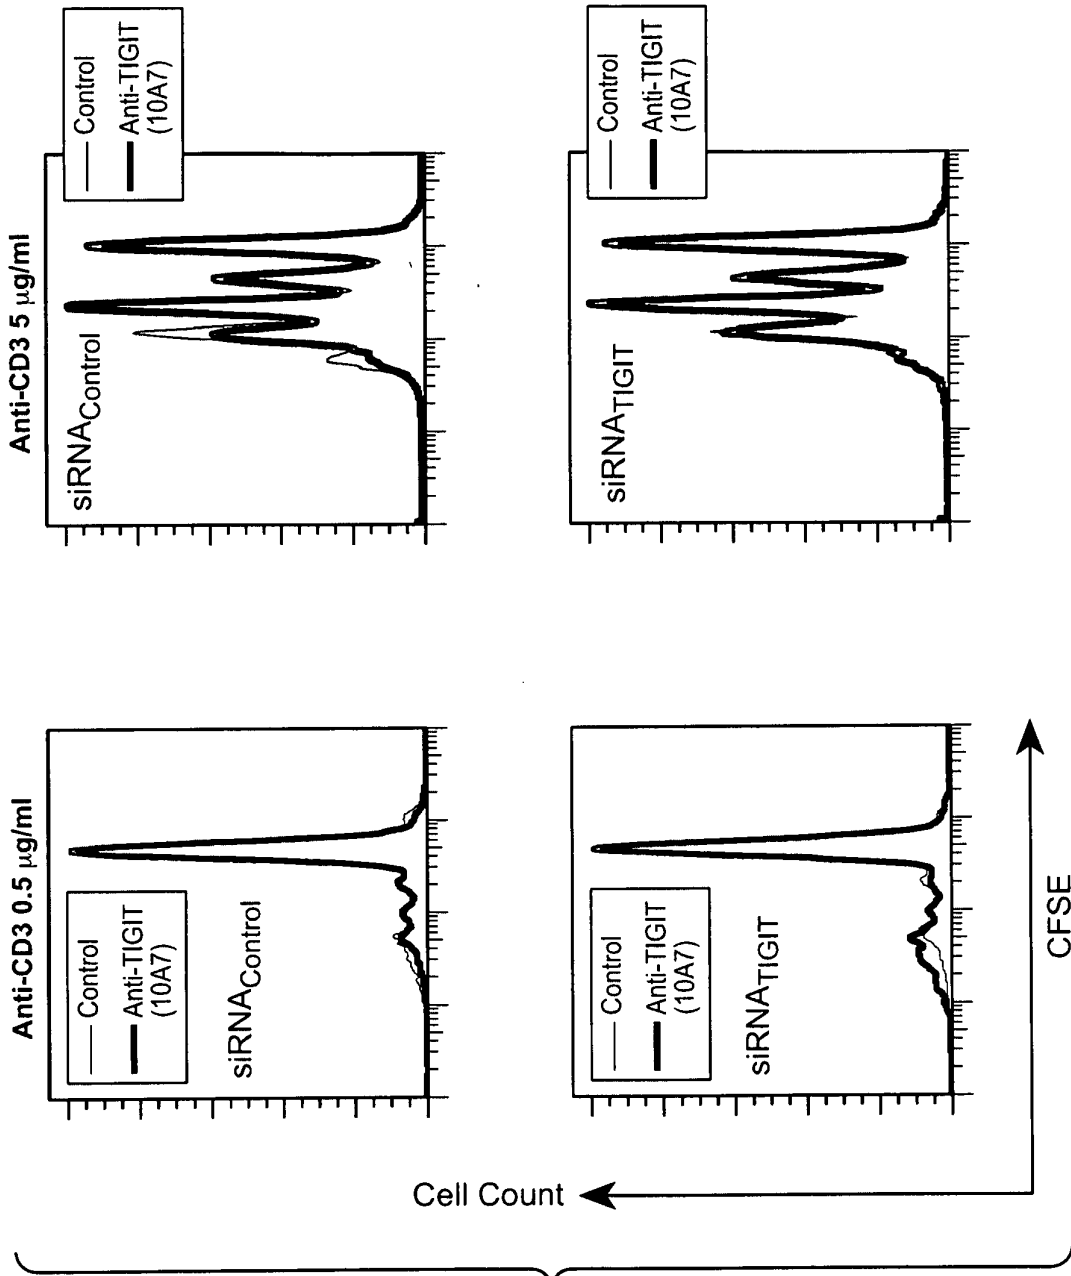 Anti-CD3 0.5 μg/ml
Control
Anti-TIGIT
(10A7)
siRNAControl
Anti-CD3 5 μg/ml
siRNAControl
Control
Anti-TIGIT
(10A7)
Control
Anti-TIGIT
(10A7)
siRNATIGIT
siRNATIGIT
Control
Anti-TIGIT
(10A7)
Cell Count
CFSE